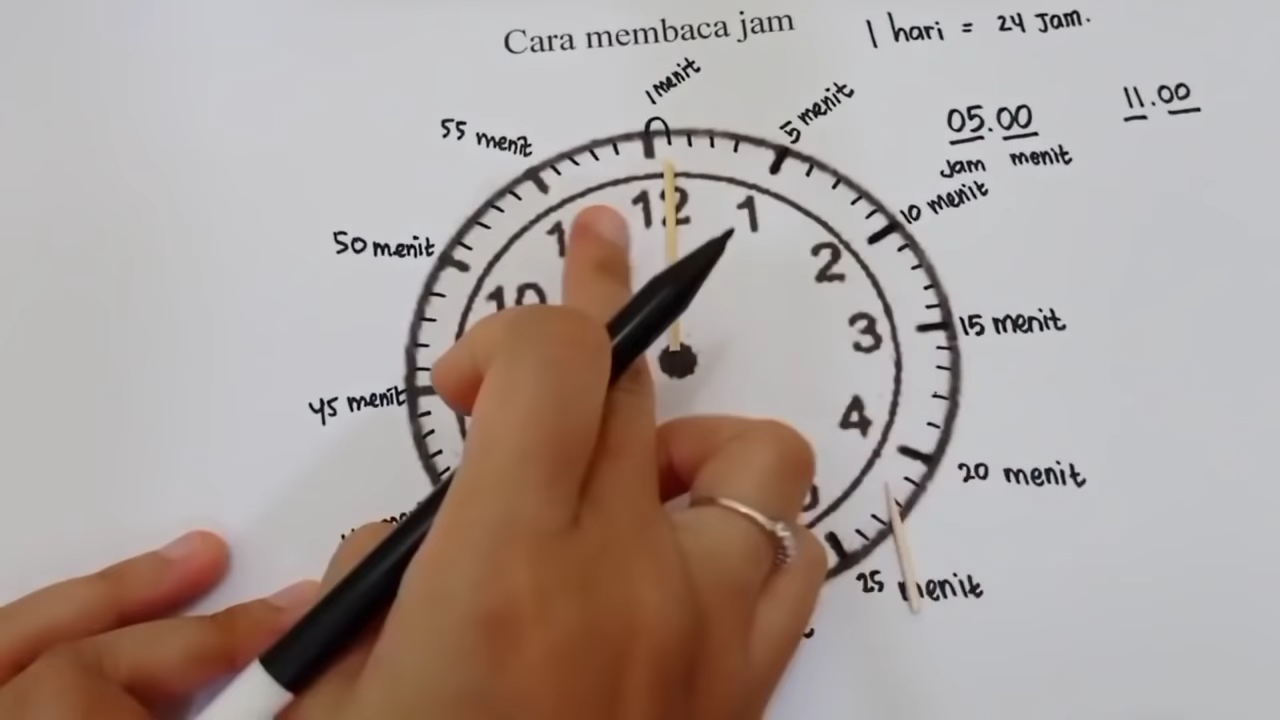 Cara membaca jam
1 hari = 24 Jam.
05.00
11.00
Jam menit
1 menit
5 menit
10 menit
15 menit
20 menit
25 menit
45 menit
50 menit
55 menit
12
1
2
3
4
10